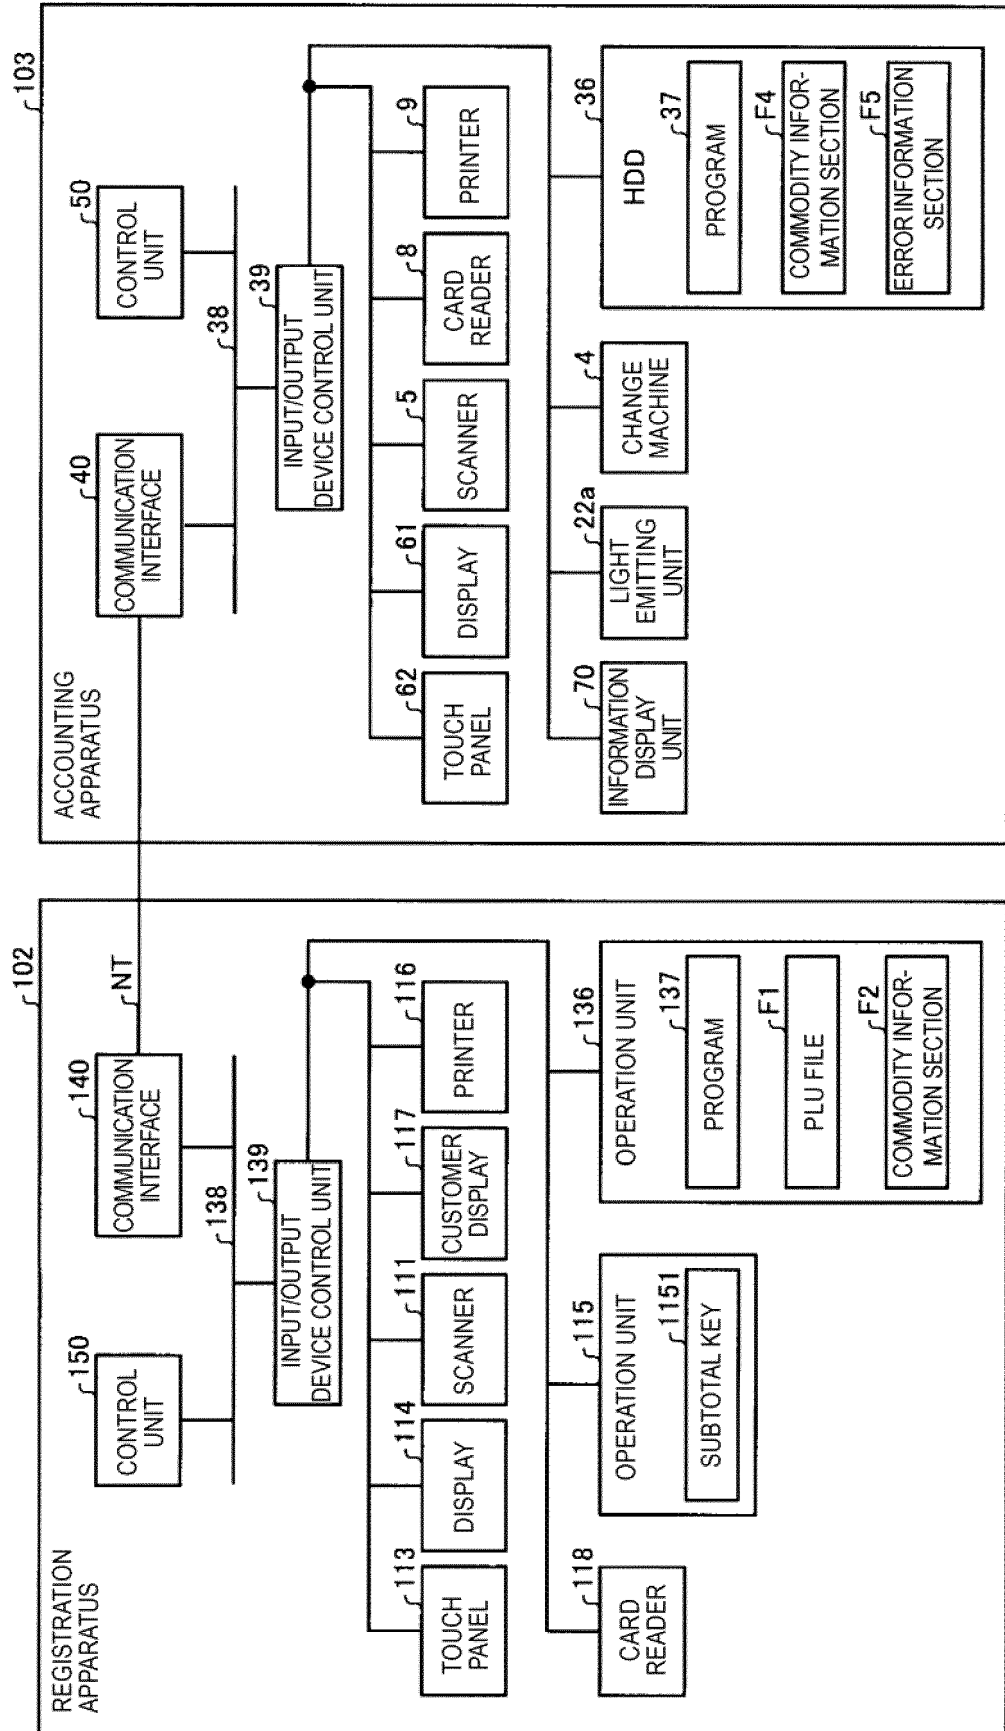 102
REGISTRATION
APPARATUS
150
CONTROL
UNIT
140
COMMUNICATION
INTERFACE
NT
138
139
INPUT/OUTPUT
DEVICE CONTROL UNIT
113
TOUCH
PANEL
114
DISPLAY
111
SCANNER
117
CUSTOMER
DISPLAY
116
PRINTER
118
CARD
READER
115
OPERATION UNIT
1151
SUBTOTAL KEY
136
OPERATION UNIT
137
PROGRAM
F1
PLU FILE
F2
COMMODITY INFOR-
MATION SECTION
103
ACCOUNTING
APPARATUS
40
COMMUNICATION
INTERFACE
50
CONTROL
UNIT
38
39
INPUT/OUTPUT
DEVICE CONTROL UNIT
62
TOUCH
PANEL
61
DISPLAY
5
SCANNER
8
CARD
READER
9
PRINTER
70
INFORMATION
DISPLAY
UNIT
22a
LIGHT
EMITTING
UNIT
4
CHANGE
MACHINE
36
HDD
37
PROGRAM
F4
COMMODITY INFOR-
MATION SECTION
F5
ERROR INFORMATION
SECTION